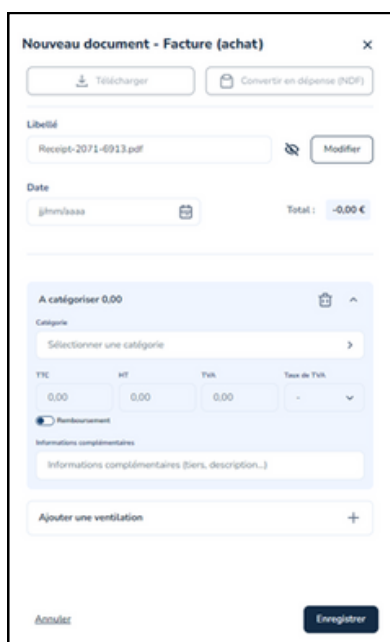 Nouveau document - Facture (achat)
Télécharger
Convertir en dépense (NDF)
Libellé
Receipt-2071-6913.pdf
Modifier
Date
jj/mm/aaaa
Total : -0,00 €
A catégoriser 0,00
Catégorie
Sélectionner une catégorie
TTC HT TVA Taux de TVA
0,00 0,00 0,00 -
Remboursement
Informations complémentaires
Informations complémentaires (tiers, description...)
Ajouter une ventilation
Annuler
Enregistrer